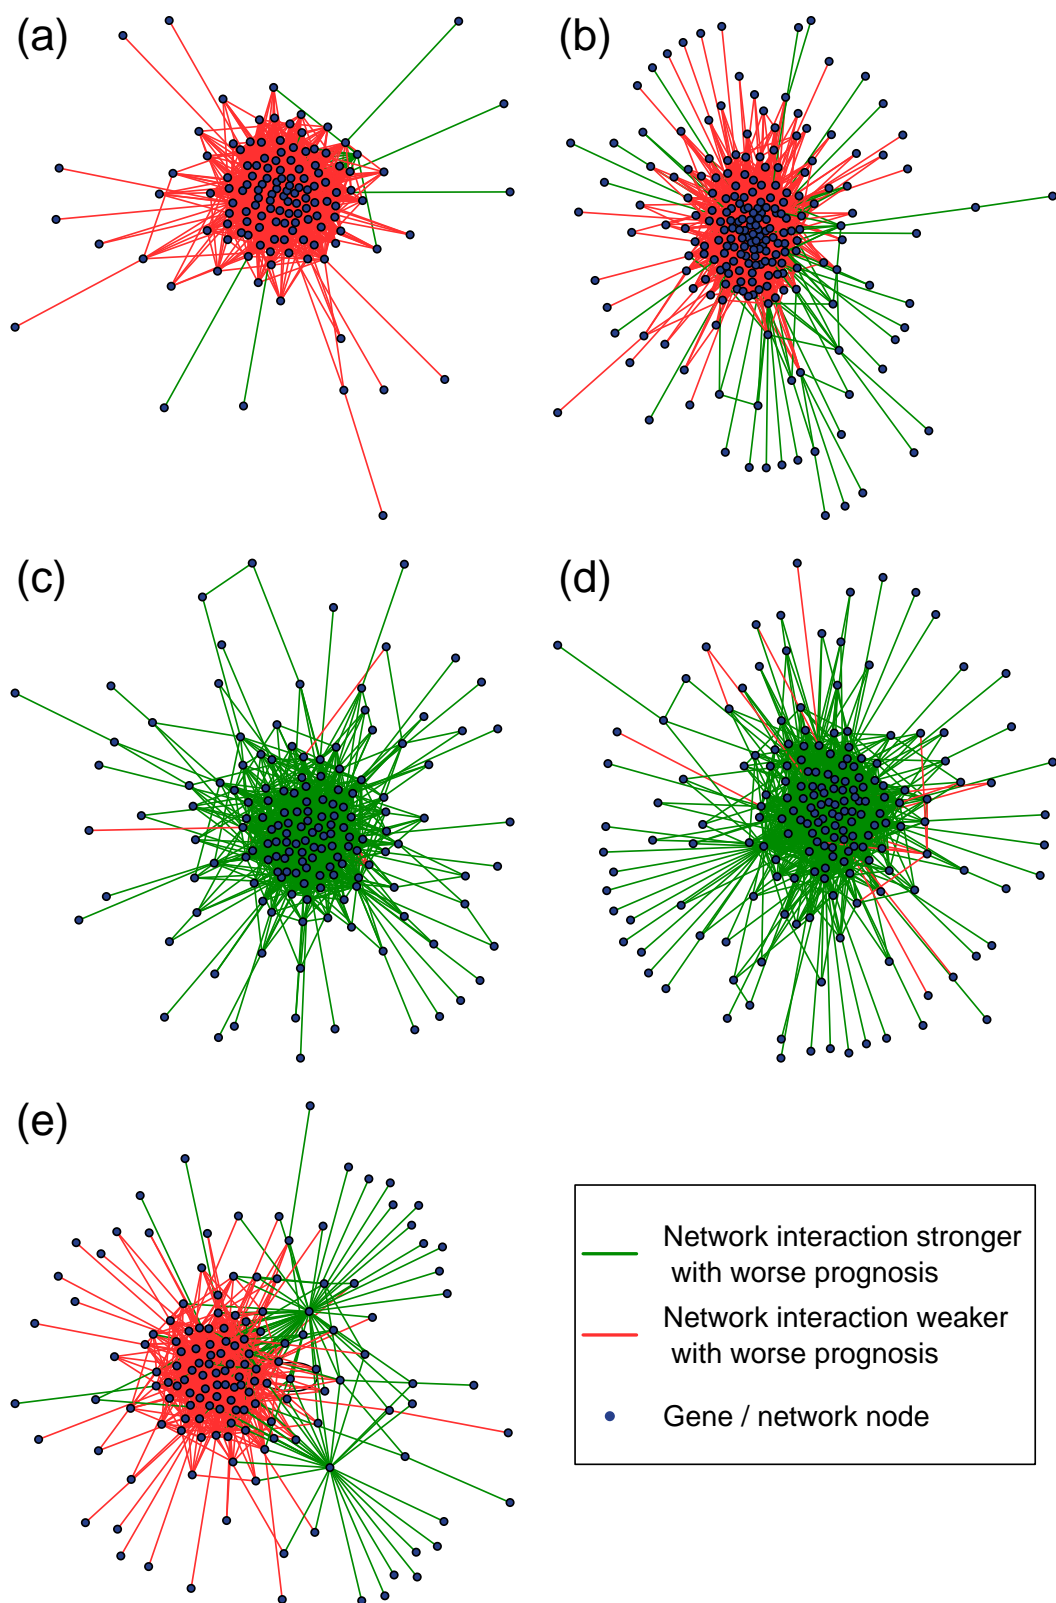 (a)
(b)
(c)
(d)
(e)
Network interaction stronger
with worse prognosis
Network interaction weaker
with worse prognosis
Gene / network node